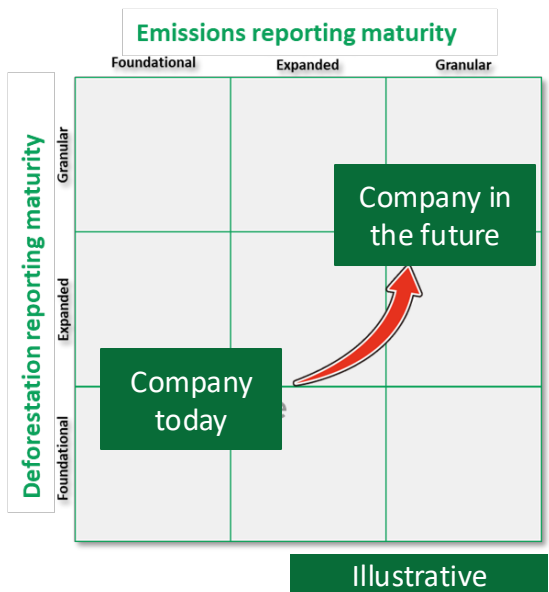 Emissions reporting maturity
Foundational
Expanded
Granular
Deforestation reporting maturity
Granular
Expanded
Foundational
Company in
the future
Company
today
Illustrative